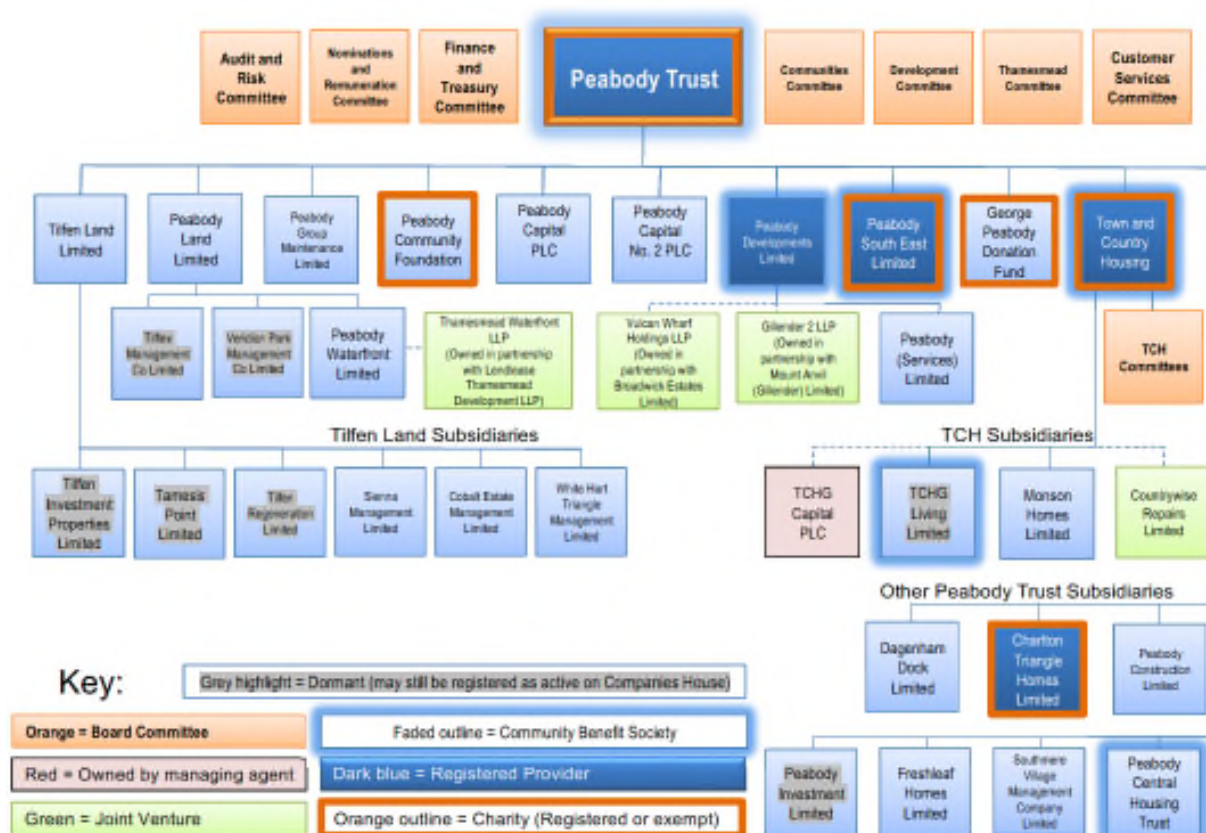 Audit and
Risk
Committee
Nominations
and
Remuneration
Committee
Finance
and
Treasury
Committee
Peabody Trust
Communities
Committee
Development
Committee
Thamesmead
Committee
Customer
Services
Committee
Tilfen Land
Limited
Peabody
Land
Limited
Peabody
Group
Maintenance
Limited
Peabody
Community
Foundation
Peabody
Capital
PLC
Peabody
Capital
No. 2 PLC
Peabody
Developments
Limited
Peabody
South East
Limited
George
Peabody
Donation
Fund
Town and
Country
Housing
Management
Co Limited
Veridion Park
Management
Co Limited
Peabody
Waterfront
Limited
Thamesmead Waterfront
LLP
(Owned in partnership
with Lendlease
Thamesmead
Development LLP)
Vulcan Wharf
Holdings LLP
(Owned in
partnership with
Broadwick Estates
Limited)
Gillender 2 LLP
(Owned in
partnership with
Mount Anvil
(Gillender) Limited)
Peabody
(Services)
Limited
TCH
Committees
Tilfen Land Subsidiaries
TCH Subsidiaries
Tilfen
Investment
Properties
Limited
Tamesis
Point
Limited
Regeneration
Limited
Sienna
Management
Limited
Cobalt Estate
Management
Limited
White Hart
Triangle
Management
Limited
TCHG
Capital
PLC
TCHG
Living
Limited
Monson
Homes
Limited
Countrywise
Repairs
Limited
Other Peabody Trust Subsidiaries
Dagenham
Dock
Limited
Charlton
Triangle
Homes
Limited
Peabody
Construction
Limited
Key:
Grey highlight = Dormant (may still be registered as active on Companies House)
Orange = Board Committee
Faded outline = Community Benefit Society
Red = Owned by managing agent
Dark blue = Registered Provider
Green = Joint Venture
Orange outline = Charity (Registered or exempt)
Peabody
Investment
Limited
Freshleaf
Homes
Limited
Southmere
Village
Management
Company
Limited
Peabody
Central
Housing
Trust